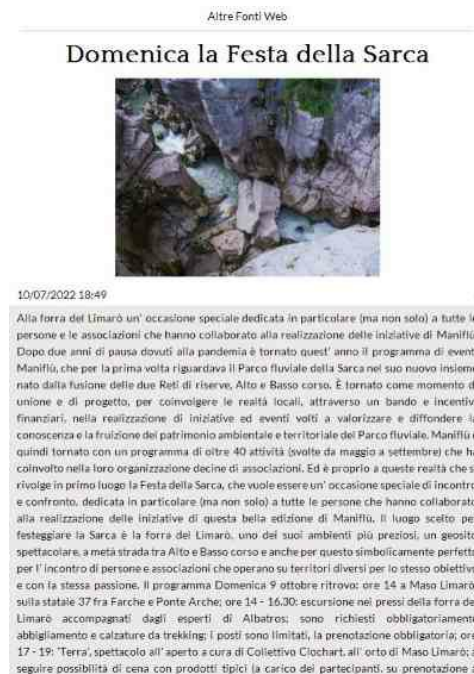 Altre Fonti Web
Domenica la Festa della Sarca
10/07/2022 18:49
Alla forra del Limarò un' occasione speciale dedicata in particolare (ma non solo) a tutte le
persone e le associazioni che hanno collaborato alla realizzazione delle iniziative di Maniflù.
Dopo due anni di pausa dovuti alla pandemia è tornato quest' anno il programma di eventi
Maniflù, che per la prima volta riguardava il Parco fluviale della Sarca nel suo nuovo insieme
nato dalla fusione delle due Reti di riserve, Alto e Basso corso. È tornato come momento di
unione e di progetto, per coinvolgere le realtà locali, attraverso un bando e incentivi
finanziari, nella realizzazione di iniziative ed eventi volti a valorizzare e diffondere la
conoscenza e la fruizione del patrimonio ambientale e territoriale del Parco fluviale. Maniflù è
quindi tornato con un programma di oltre 40 attività (svolte da maggio a settembre) che ha
coinvolto nella loro organizzazione decine di associazioni. Ed è proprio a queste realtà che si
rivolge in primo luogo la Festa della Sarca, che vuole essere un' occasione speciale di incontro
e confronto, dedicata in particolare (ma non solo) a tutte le persone che hanno collaborato
alla realizzazione delle iniziative di questa bella edizione di Maniflù. Il luogo scelto per
festeggiare la Sarca è la forra del Limarò, uno dei suoi ambienti più preziosi, un geosito
spettacolare, a metà strada tra Alto e Basso corso e anche per questo simbolicamente perfetto
per l' incontro di persone e associazioni che operano su territori diversi per lo stesso obiettivo
e con la stessa passione. Il programma Domenica 9 ottobre ritrovo: ore 14 a Maso Limarò,
sulla statale 37 fra Farche e Ponte Arche; ore 14 - 16.30: escursione nei pressi della forra del
Limarò accompagnati dagli esperti di Albatros; sono richiesti obbligatoriamente
abbigliamento e calzature da trekking; i posti sono limitati, la prenotazione obbligatoria; ore
17 - 19: 'Terra', spettacolo all' aperto a cura di Collettivo Clochart, all' orto di Maso Limarò; a
seguire possibilità di cena con prodotti tipici (a carico dei partecipanti, su prenotazione a